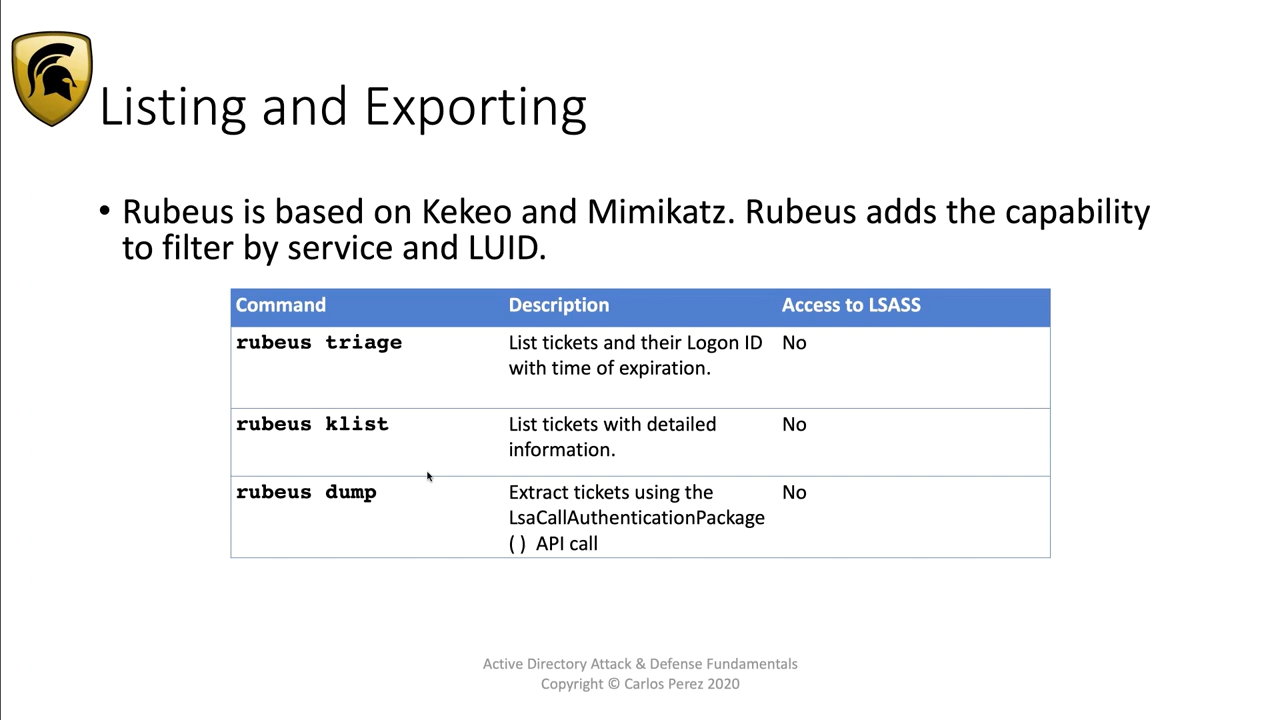 Listing and Exporting
• Rubeus is based on Kekeo and Mimikatz. Rubeus adds the capability
to filter by service and LUID.
Command Description Access to LSASS
rubeus triage List tickets and their Logon ID No
with time of expiration.
rubeus klist List tickets with detailed No
information.
rubeus dump Extract tickets using the No
LsaCallAuthenticationPackage
( ) API call
Active Directory Attack & Defense Fundamentals
Copyright © Carlos Perez 2020